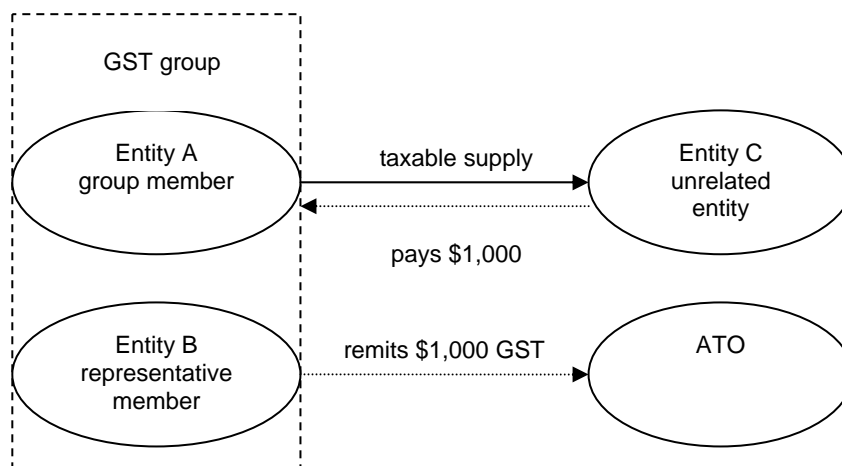 GST group
Entity A
group member
taxable supply
Entity C
unrelated
entity
pays $1,000
Entity B
representative
member
remits $1,000 GST
ATO